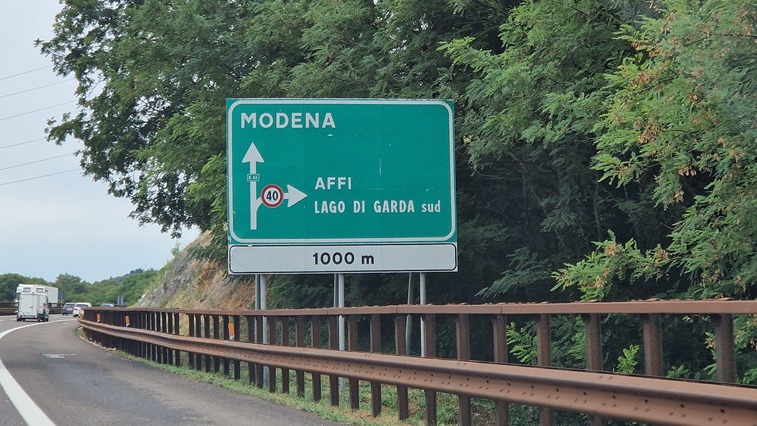 MODENA
AFFI
40
LAGO DI GARDA sud
1000 m